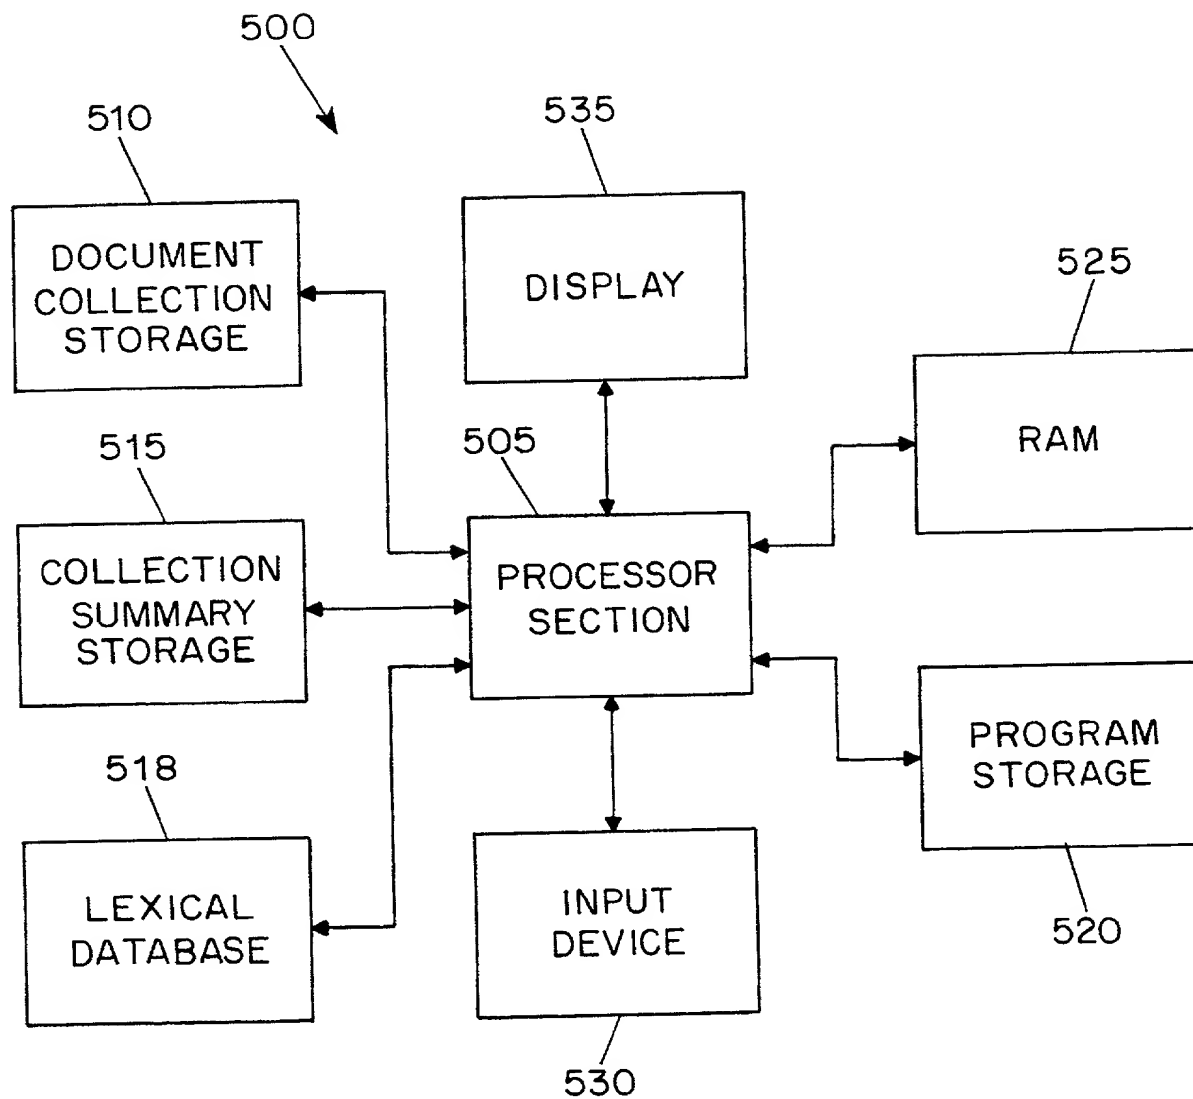 500
510
DOCUMENT
COLLECTION
STORAGE
535
DISPLAY
525
RAM
515
COLLECTION
SUMMARY
STORAGE
505
PROCESSOR
SECTION
PROGRAM
STORAGE
520
518
LEXICAL
DATABASE
INPUT
DEVICE
530